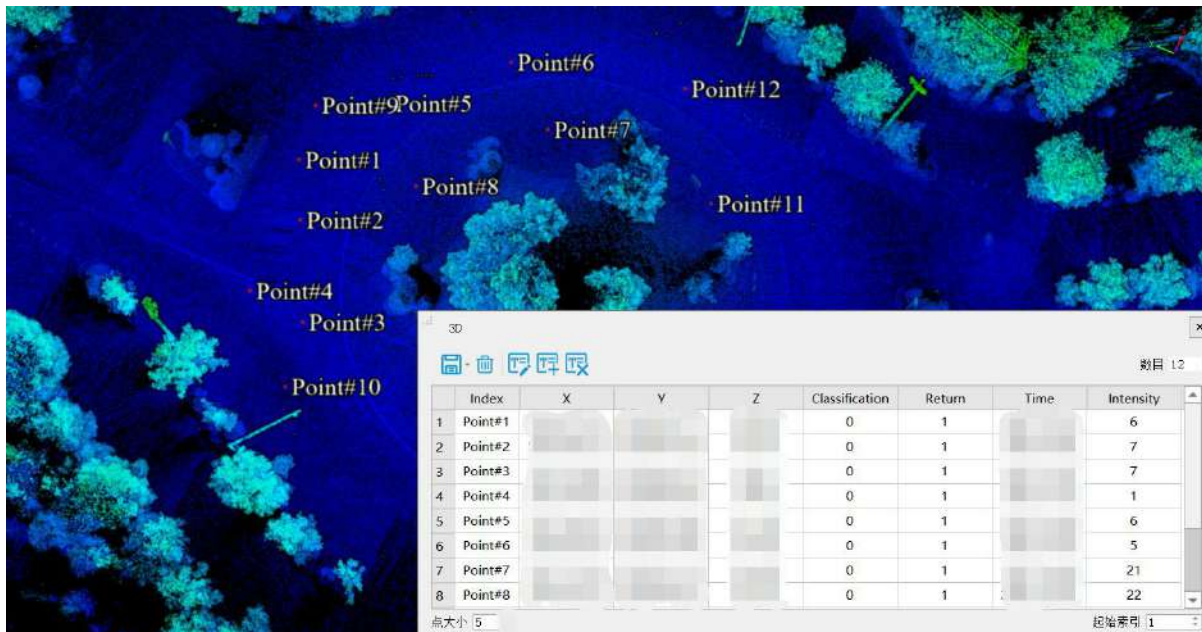 Point#6
Point#12
Point#9Point#5
Point#7
Point#1
Point#8
Point#11
Point#2
Point#4
Point#3
Point#10
3D
数目 12
Index X Y Z Classification Return Time Intensity
1 Point#1 0 1 6
2 Point#2 0 1 7
3 Point#3 0 1 7
4 Point#4 0 1 1
5 Point#5 0 1 6
6 Point#6 0 1 5
7 Point#7 0 1 21
8 Point#8 0 1 22
点大小 5 起始索引 1